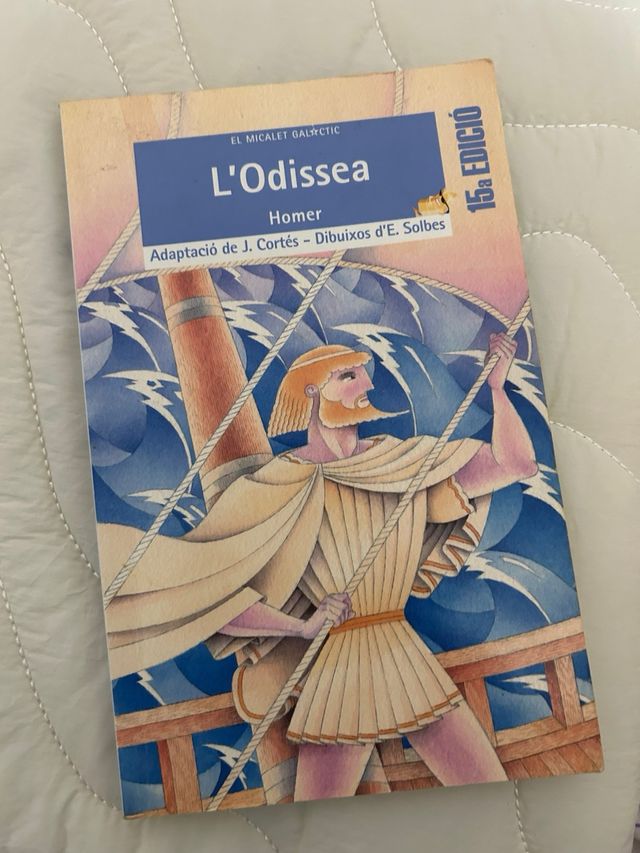 EL MICALET GALÀCTIC
L'Odissea
Homer
Adaptació de J. Cortés – Dibuixos d'E. Solbes
15a EDICIÓ